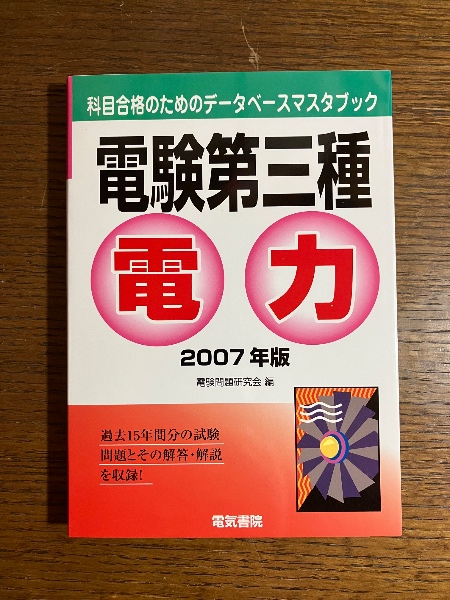 科目合格のためのデータベースマスタブック
電験第三種
電力
2007年版
電験問題研究会 編
過去15年間分の試験
問題とその解答・解説
を収録!
電気書院